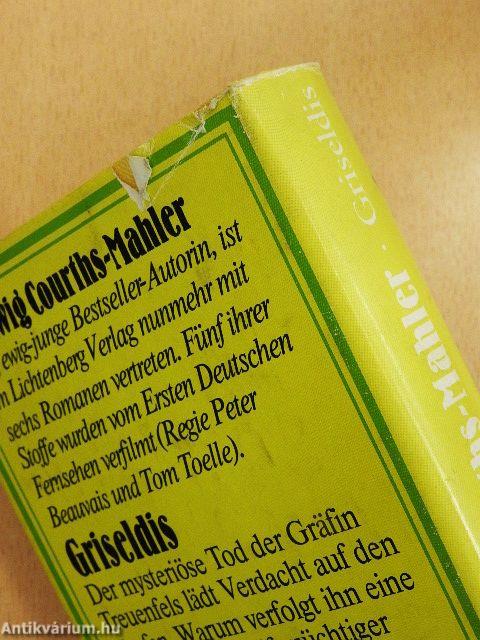 wig Courths-Mahler
ewig-junge Bestseller-Autorin, ist
m Lichtenberg Verlag nunmehr mit
sechs Romanen vertreten. Fünf ihrer
Stoffe wurden vom Ersten Deutschen
Fernsehen verfilmt (Regie Peter
Beauvais und Tom Toelle).
Griseldis
Der mysteriöse Tod der Gräfin
Treuenfels lädt Verdacht auf den
fen. Warum verfolgt ihn eine
mächtiger
hs-Mahler · Griseldis
Antikvárium.hu